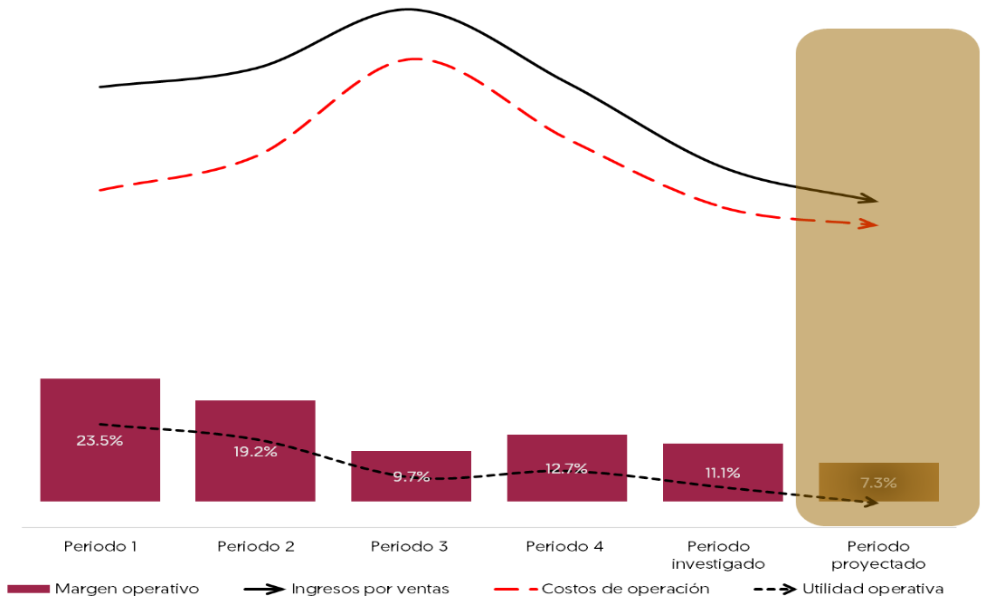 23.5%
19.2%
9.7%
12.7%
11.1%
7.3%
Periodo 1
Periodo 2
Periodo 3
Periodo 4
Periodo
investigado
Periodo
proyectado
Margen operativo
Ingresos por ventas
Costos de operación
Utilidad operativa